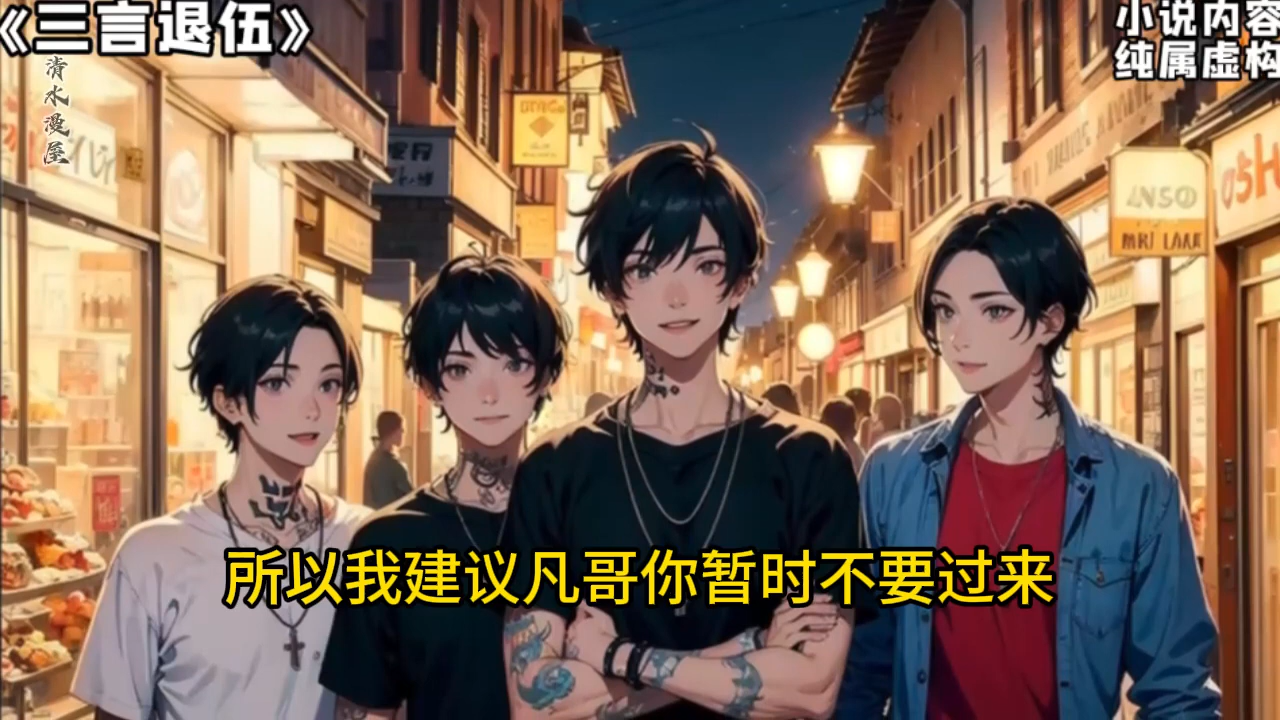 《三言退伍》
小说内容
纯属虚构
清水漫屋
所以我建议凡哥你暂时不要过来